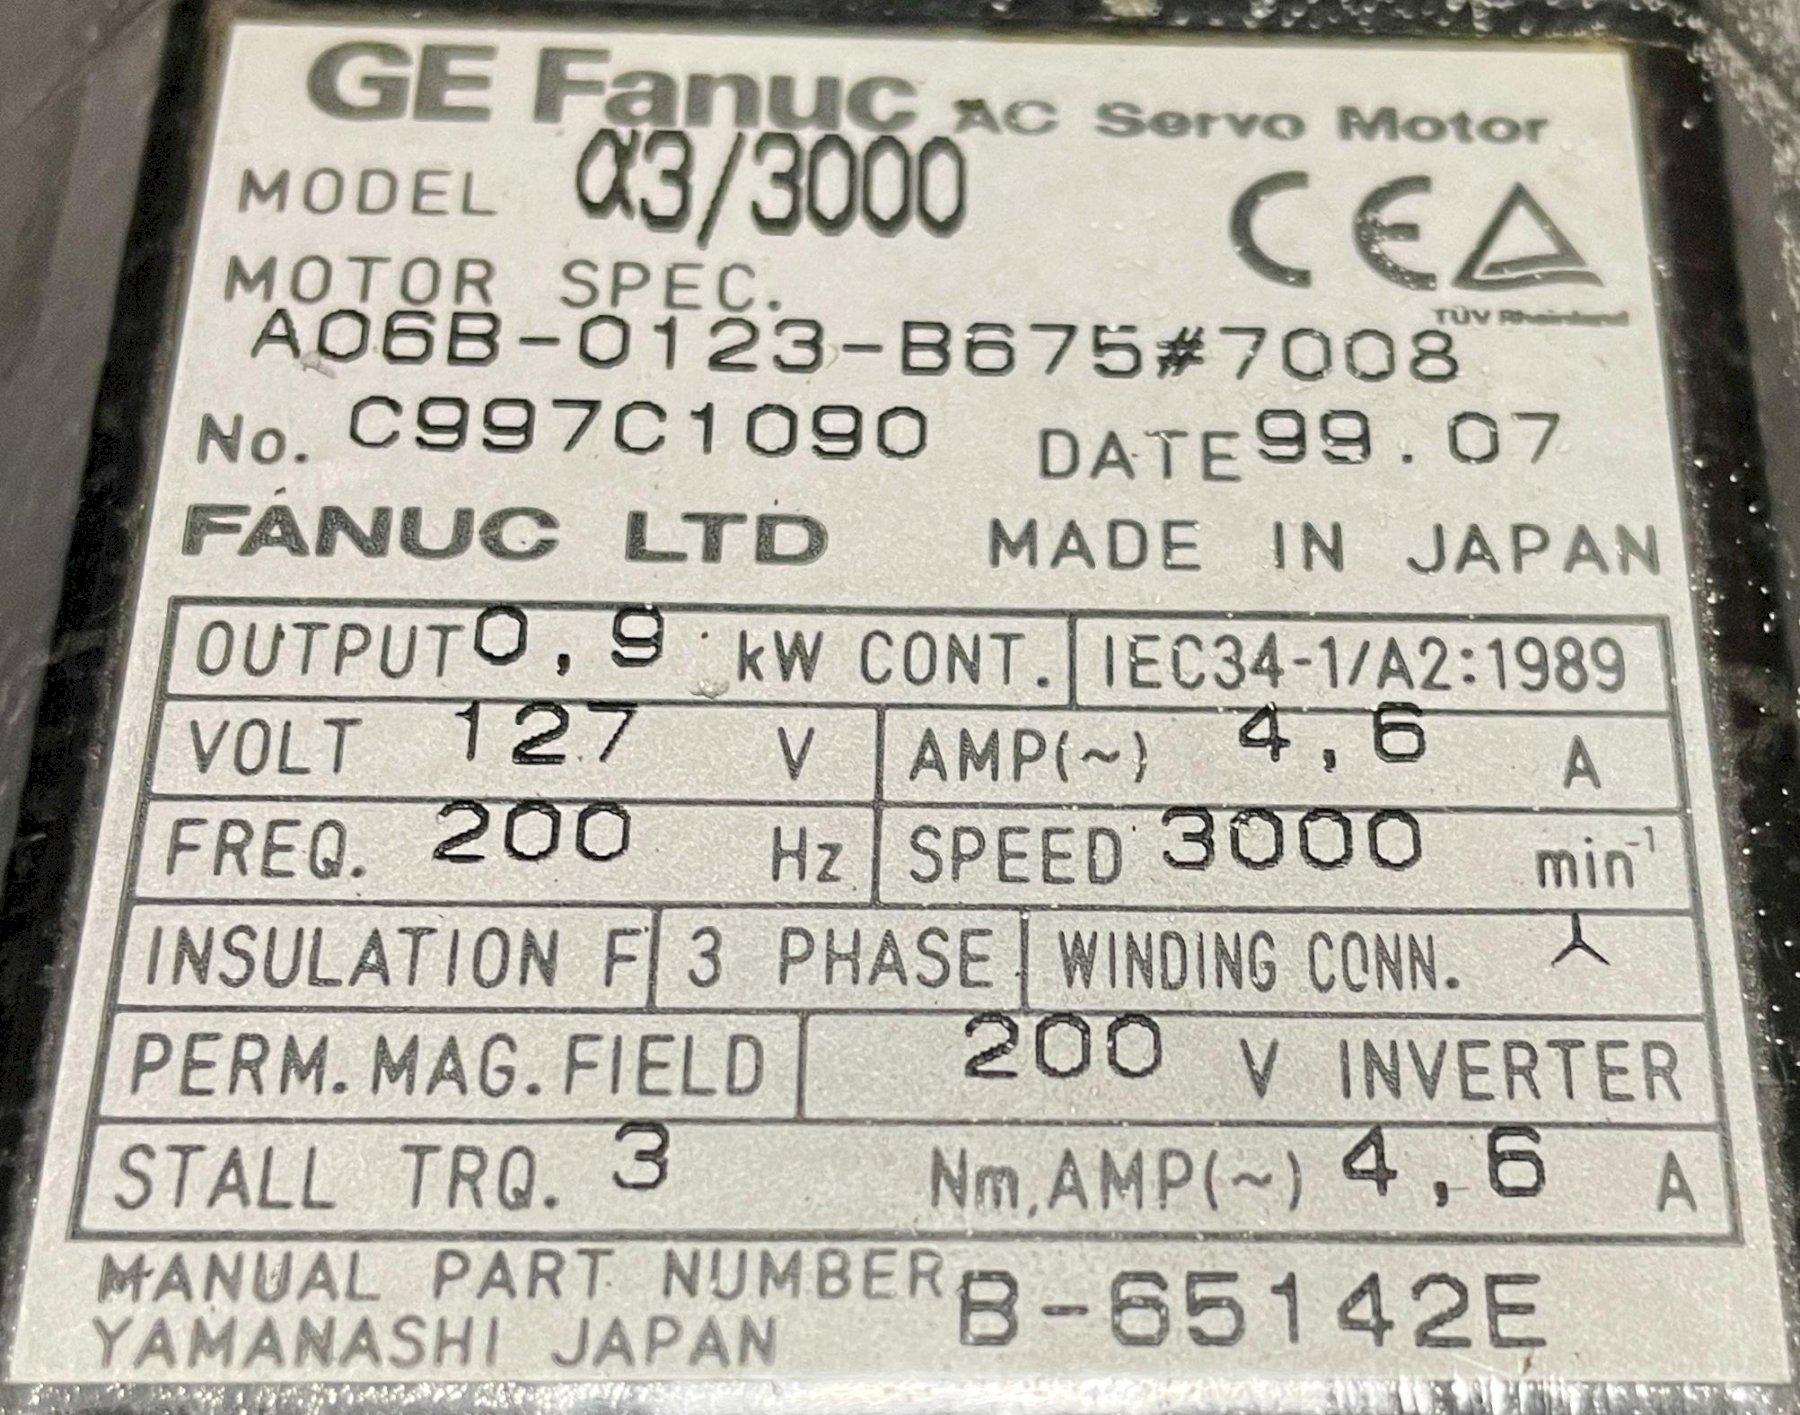 GE Fanuc AC Servo Motor
MODEL α3/3000
CE
TÜV Rheinland
MOTOR SPEC.
A06B-0123-B675#7008
No. C997C1090 DATE 99.07
FANUC LTD MADE IN JAPAN
OUTPUT 0,9 kW CONT. IEC34-1/A2:1989
VOLT 127 V AMP(~) 4,6 A
FREQ. 200 Hz SPEED 3000 min⁻¹
INSULATION F 3 PHASE WINDING CONN.
PERM. MAG. FIELD 200 V INVERTER
STALL TRQ. 3 Nm, AMP(~) 4,6 A
MANUAL PART NUMBER B-65142E
YAMANASHI JAPAN